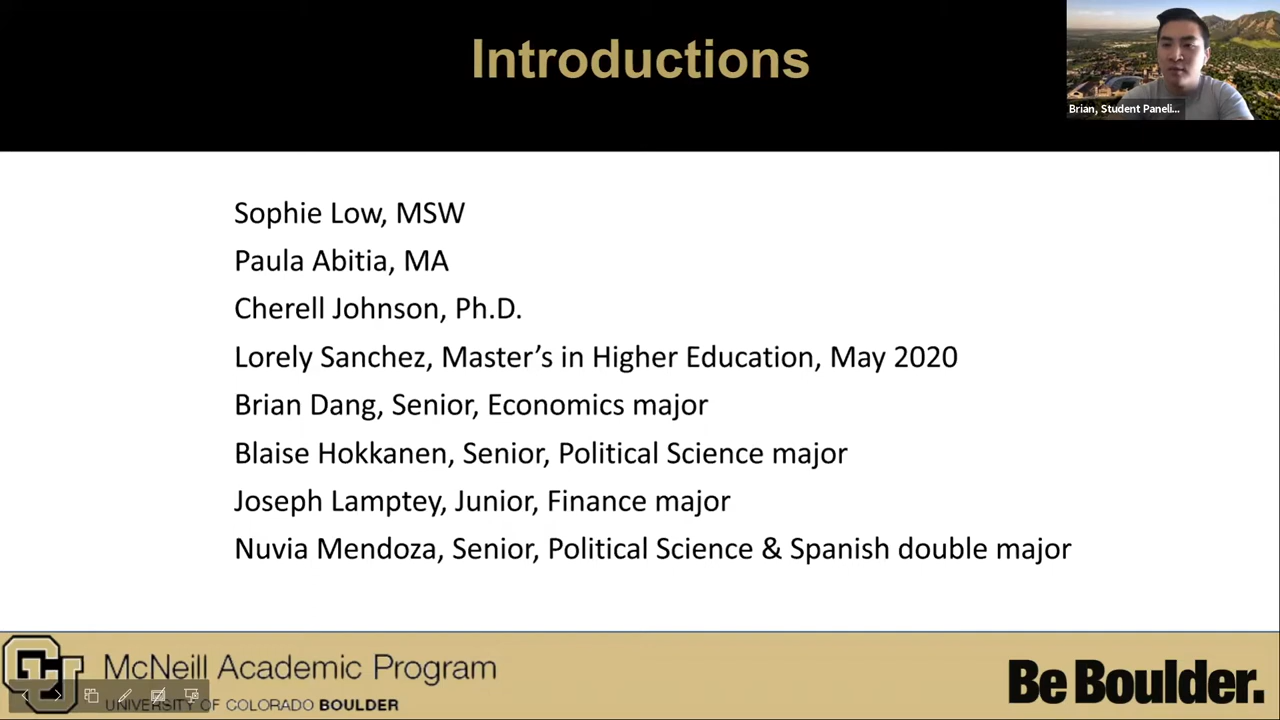 Introductions
Brian, Student Paneli...
Sophie Low, MSW
Paula Abitia, MA
Cherell Johnson, Ph.D.
Lorely Sanchez, Master’s in Higher Education, May 2020
Brian Dang, Senior, Economics major
Blaise Hokkanen, Senior, Political Science major
Joseph Lamptey, Junior, Finance major
Nuvia Mendoza, Senior, Political Science & Spanish double major
CU
McNeill Academic Program
UNIVERSITY OF COLORADO BOULDER
Be Boulder.